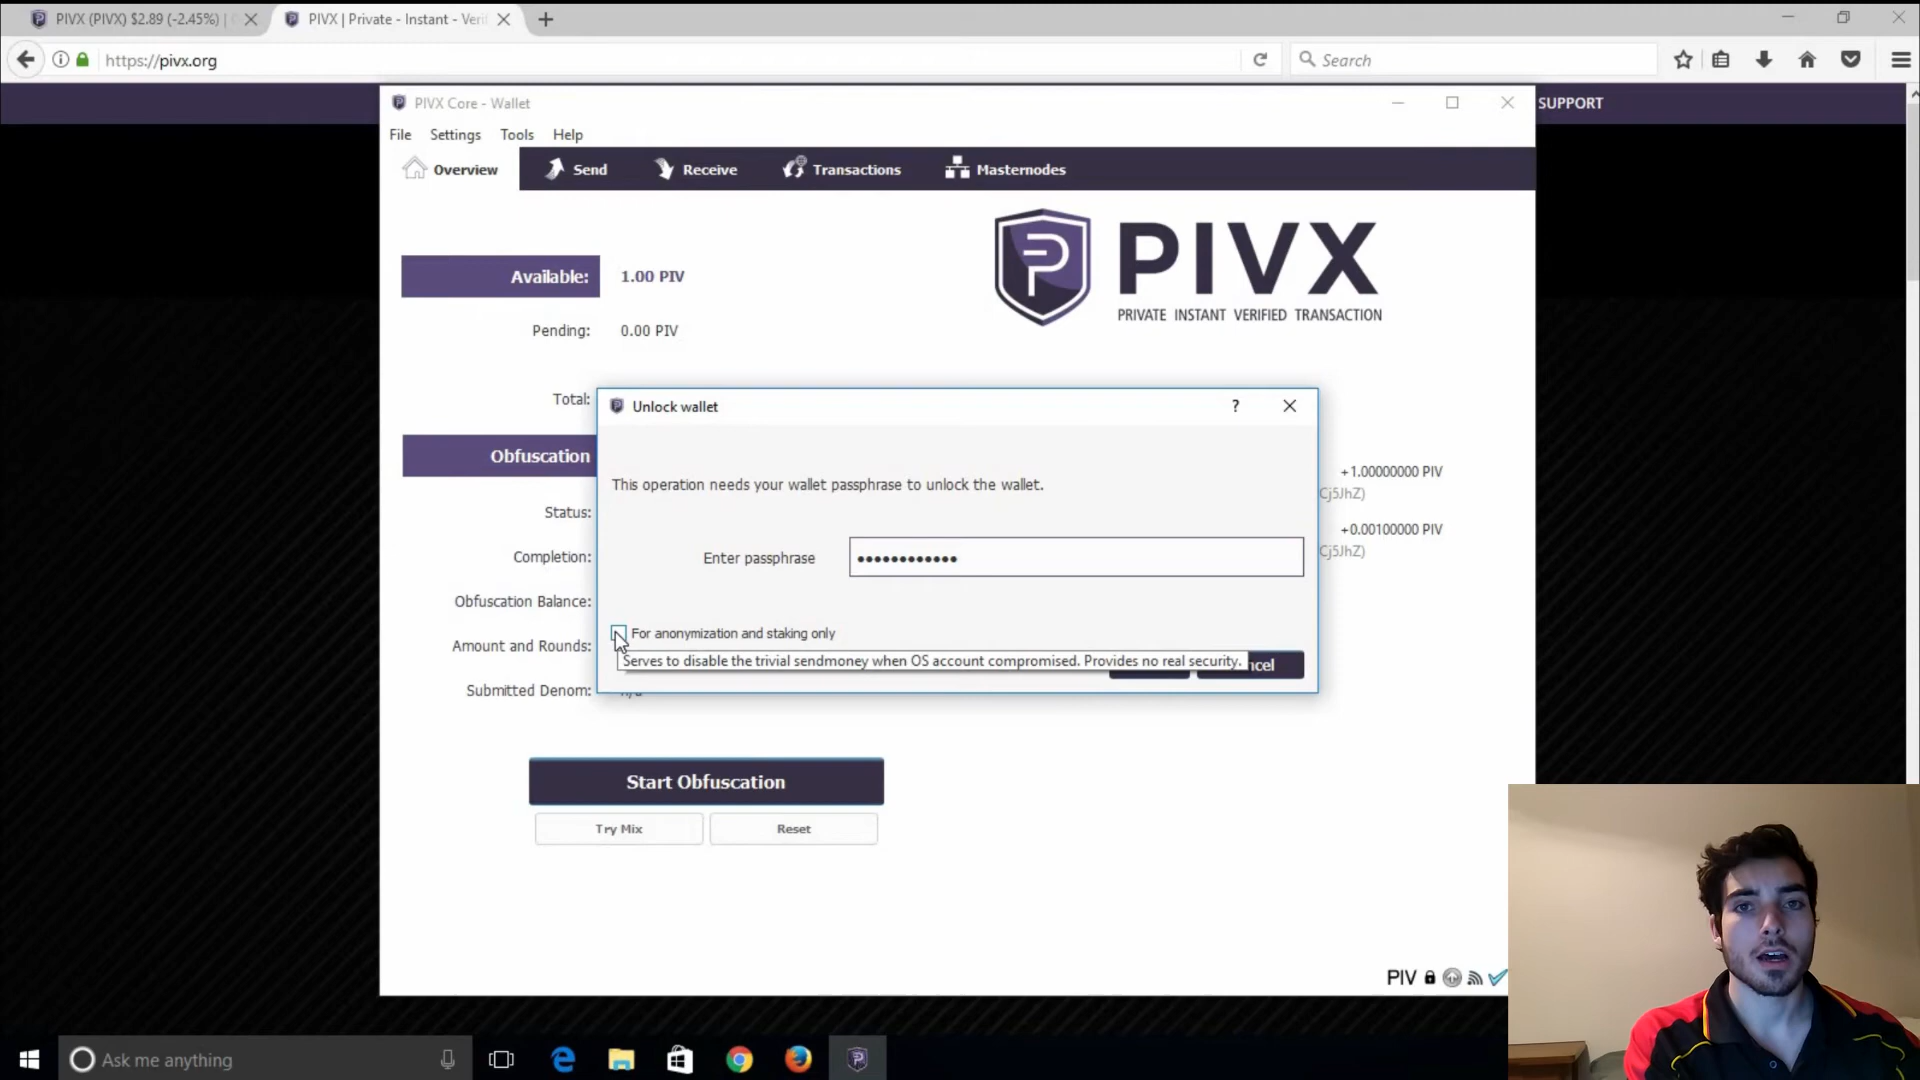 PIVX (PIVX) $2.89 (-2.45%) |
PIVX | Private - Instant - Veri
https://pivx.org
Search
SUPPORT
PIVX Core - Wallet
File Settings Tools Help
Overview Send Receive Transactions Masternodes
PIVX
PRIVATE INSTANT VERIFIED TRANSACTION
Available: 1.00 PIV
Pending: 0.00 PIV
Total:
Obfuscation
Status:
Completion:
Obfuscation Balance:
Amount and Rounds:
Submitted Denom:
+1.00000000 PIV
Cj5JhZ)
+0.00100000 PIV
Cj5JhZ)
Unlock wallet
?
This operation needs your wallet passphrase to unlock the wallet.
Enter passphrase ••••••••••••
For anonymization and staking only
Serves to disable the trivial sendmoney when OS account compromised. Provides no real security.
ncel
Start Obfuscation
Try Mix Reset
PIV
Ask me anything